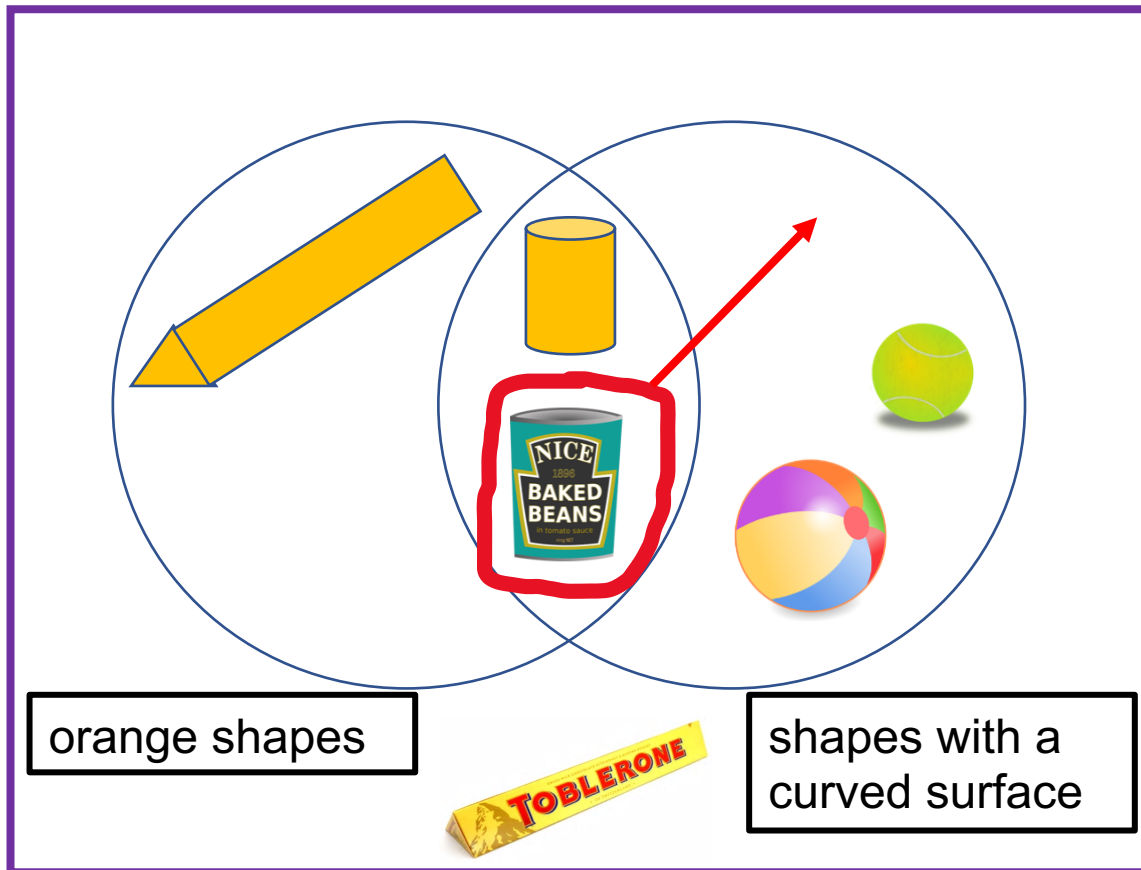 NICE
1896
BAKED
BEANS
in tomato sauce
orange shapes
TOBLERONE
shapes with a
curved surface